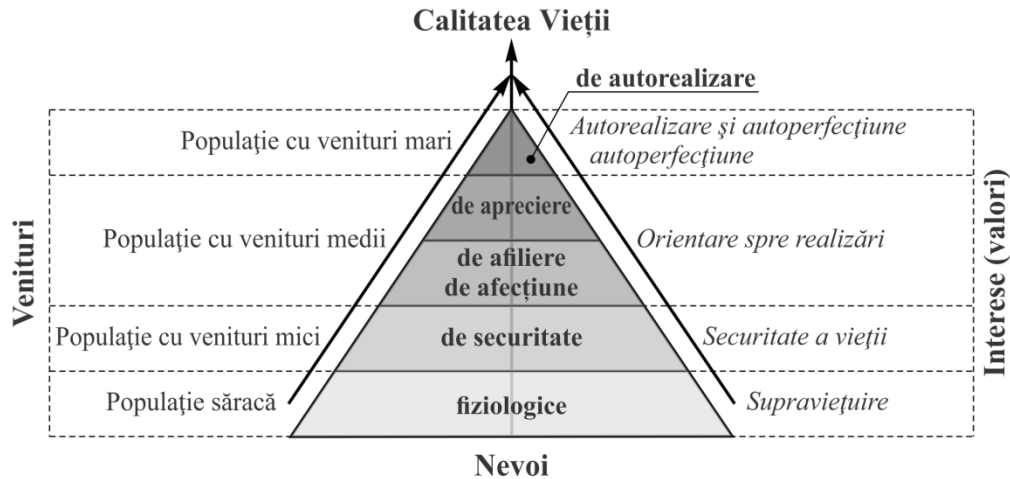 Calitatea Vieții
de autorealizare
Populaţie cu venituri mari
Autorealizare şi autoperfecţiune
autoperfecţiune
de apreciere
Populaţie cu venituri medii
Orientare spre realizări
de afiliere
de afecțiune
Populaţie cu venituri mici
de securitate
Securitate a vieţii
Populaţie săracă
fiziologice
Supravieţuire
Venituri
Interese (valori)
Nevoi